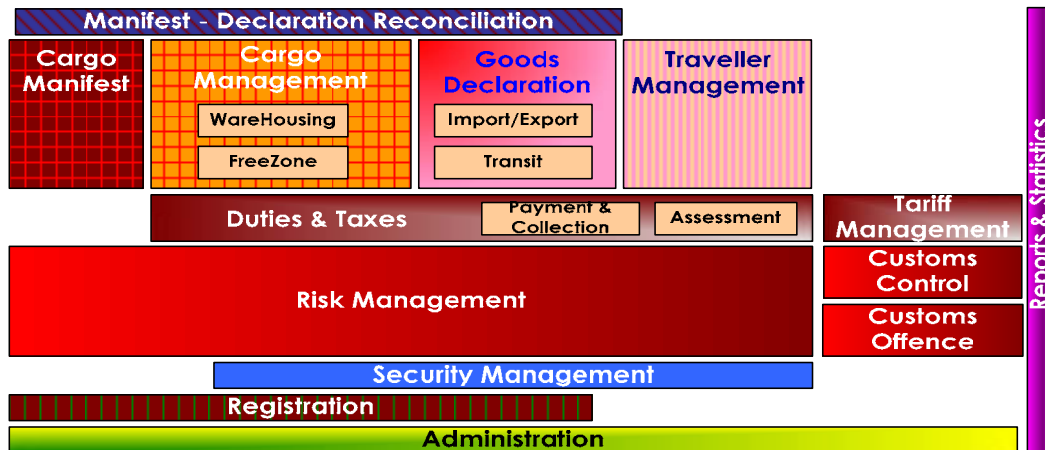 Manifest - Declaration Reconciliation
Cargo
Manifest
Cargo
Management
WareHousing
FreeZone
Goods
Declaration
Import/Export
Transit
Traveller
Management
Duties & Taxes
Payment &
Collection
Assessment
Tariff
Management
Risk Management
Customs
Control
Customs
Offence
Security Management
Registration
Administration
Reports & Statistics